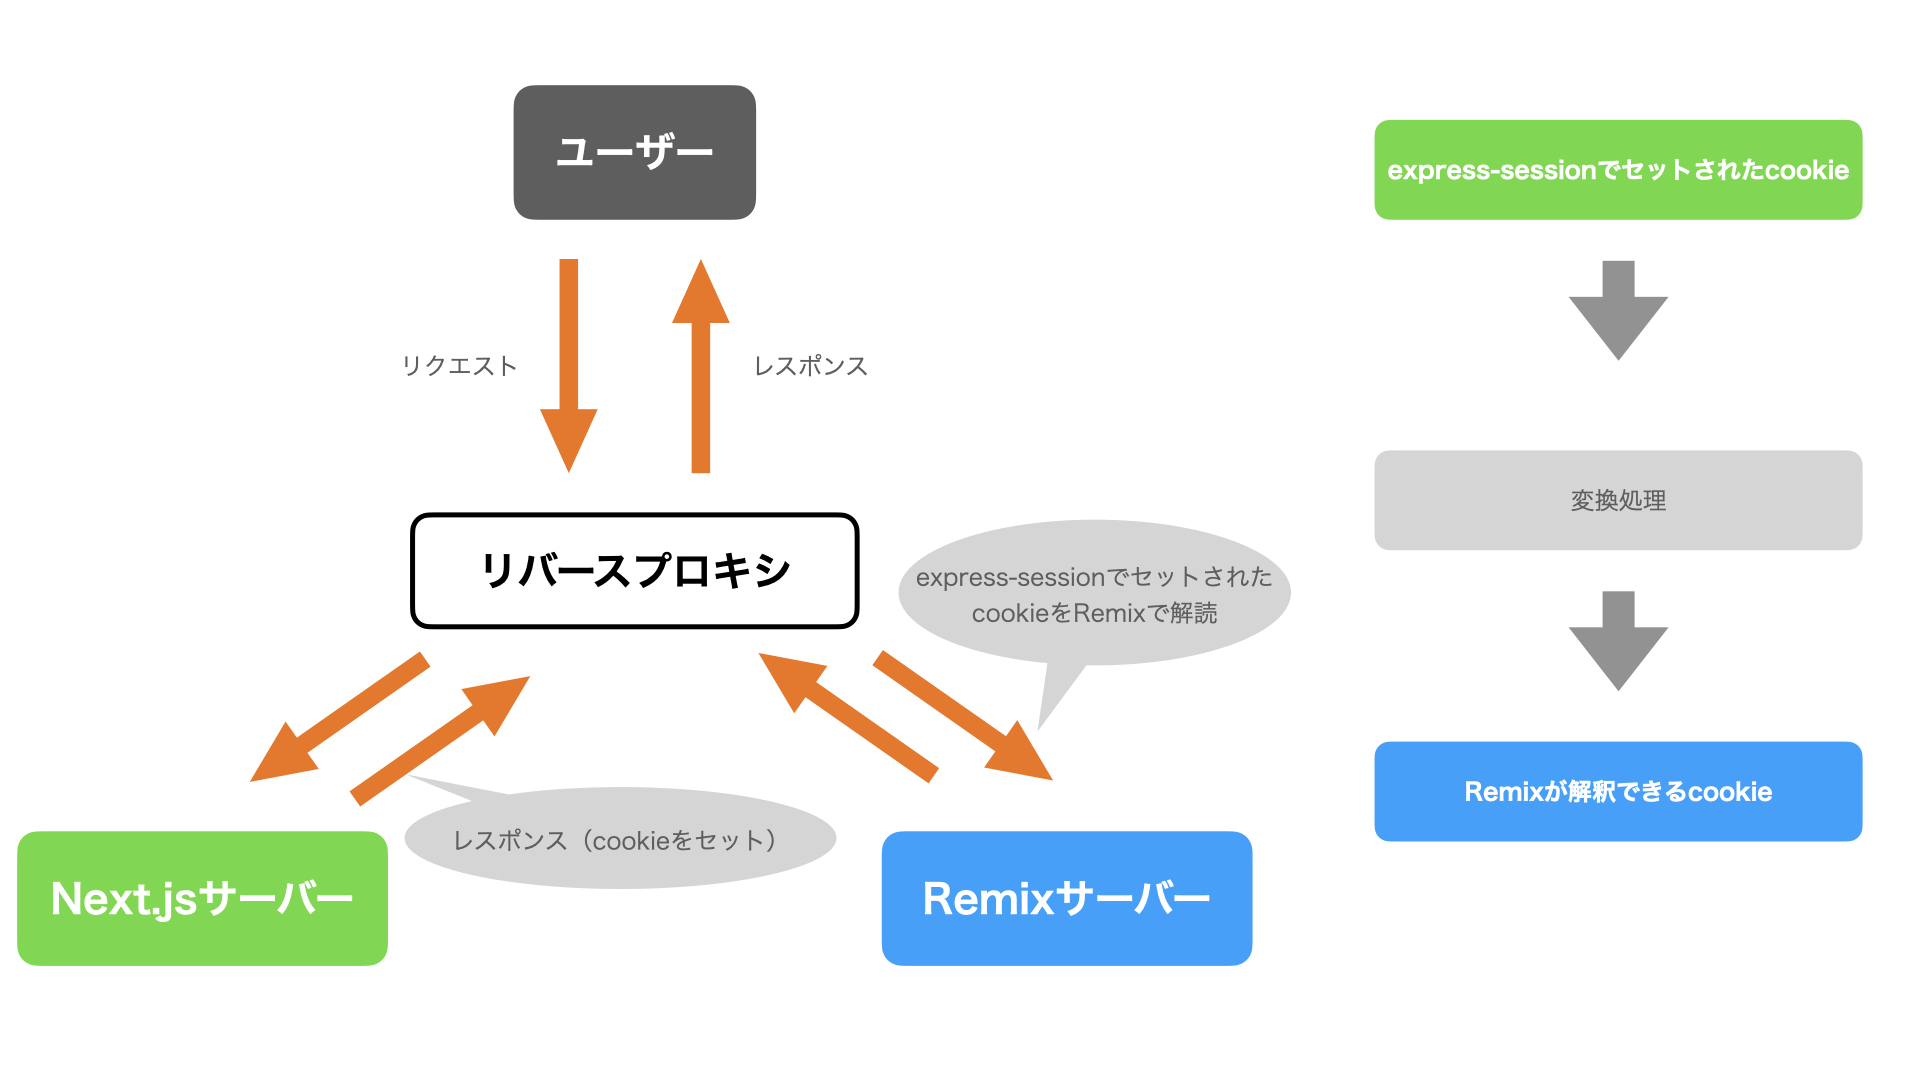 ユーザー
リクエスト
レスポンス
リバースプロキシ
express-sessionでセットされた
cookieをRemixで解読
レスポンス（cookieをセット）
Next.jsサーバー
Remixサーバー
express-sessionでセットされたcookie
変換処理
Remixが解釈できるcookie